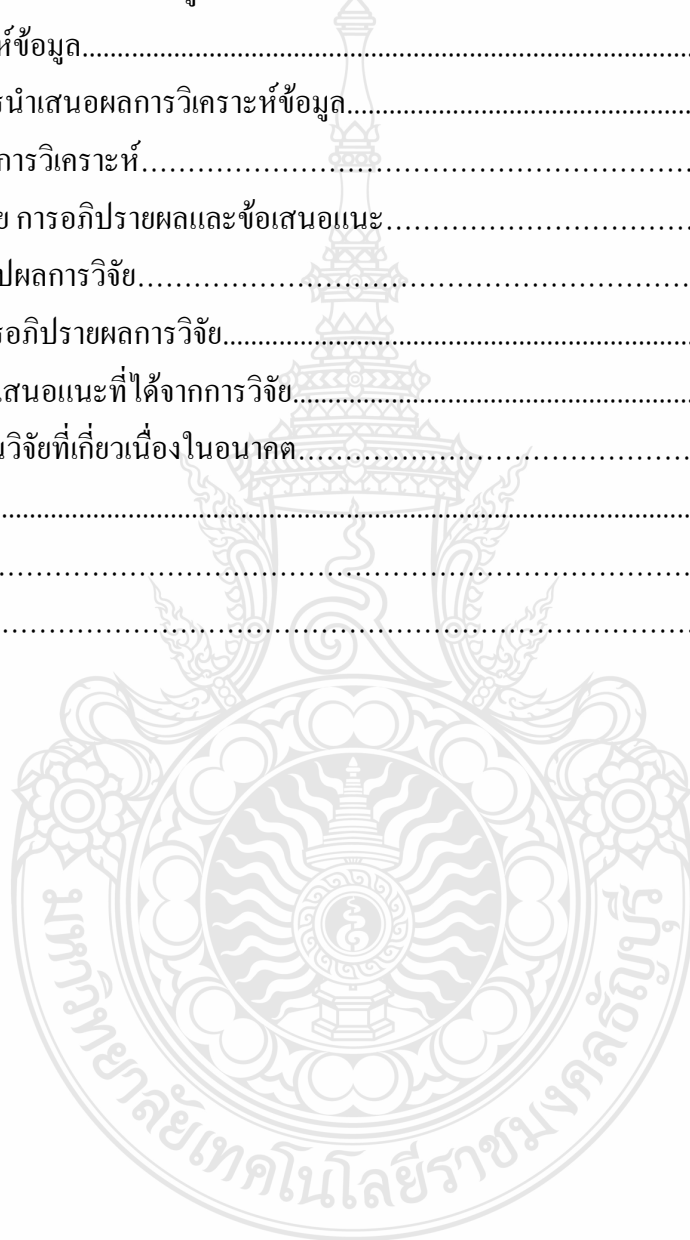 ห์ข้อมูล
รนำเสนอผลการวิเคราะห์ข้อมูล
การวิเคราะห์
ย การอภิปรายผลและข้อเสนอแนะ
ปผลการวิจัย
รอภิปรายผลการวิจัย
เสนอแนะที่ได้จากการวิจัย
นวิจัยที่เกี่ยวเนื่องในอนาคต
มหาวิทยาลัยเทคโนโลยีราชมงคลธัญบุรี